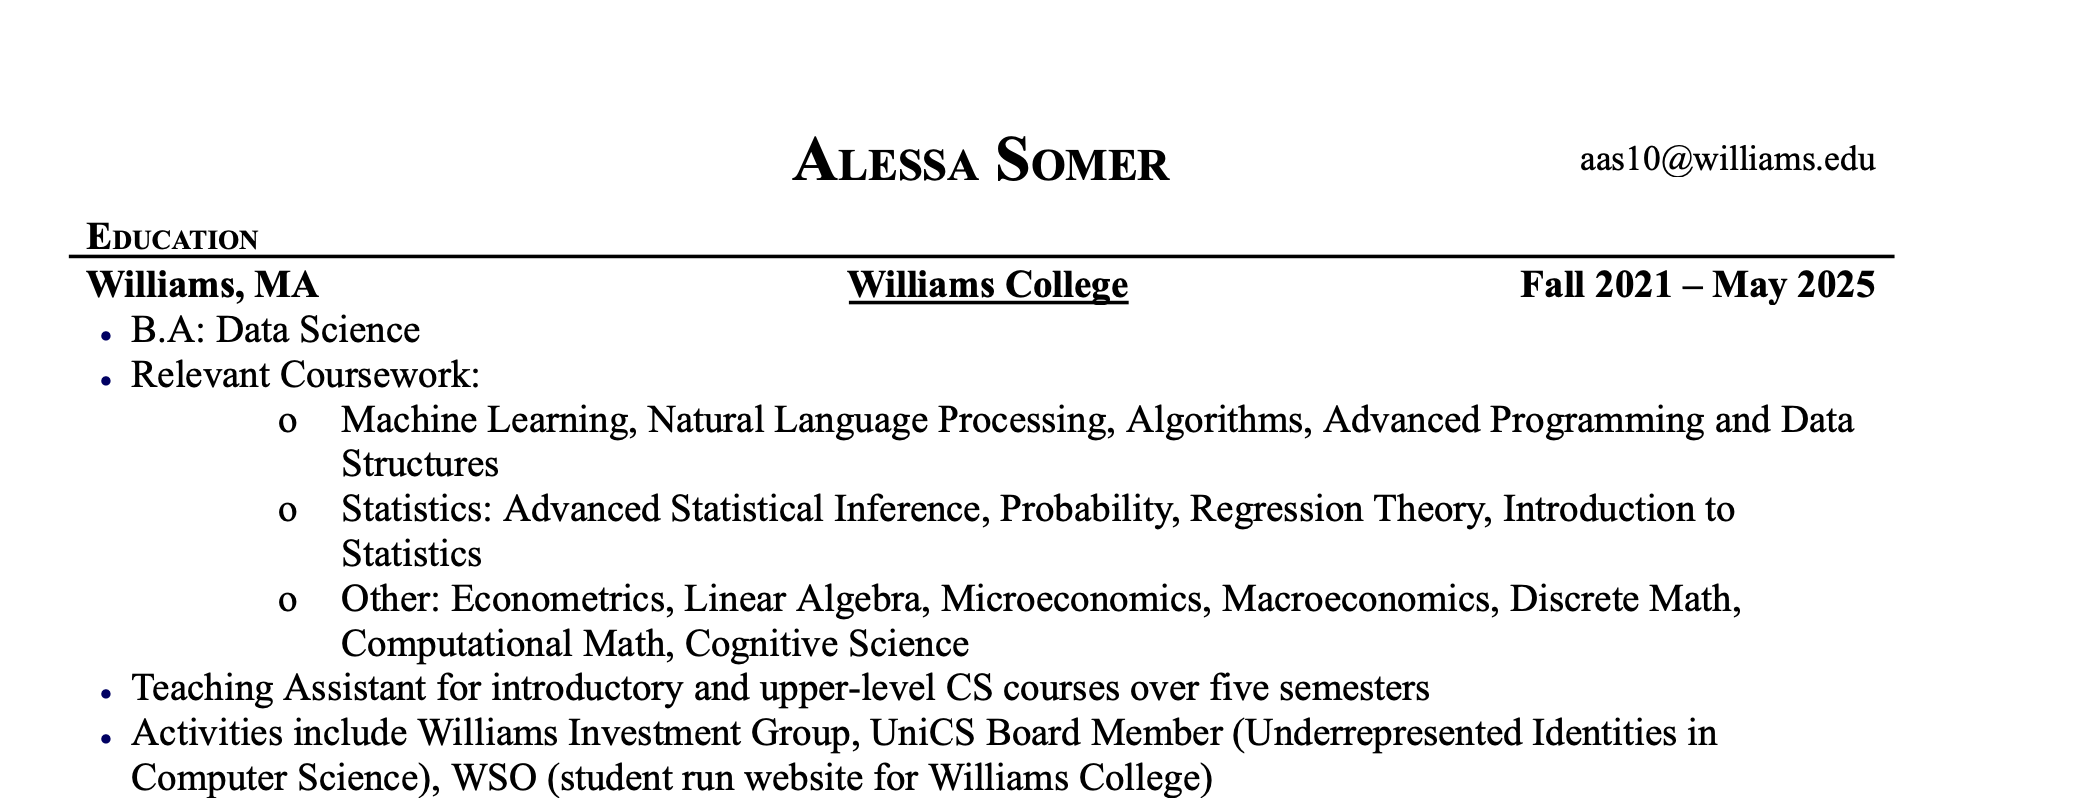 ALESSA SOMER aas10@williams.edu
EDUCATION
Williams, MA Williams College Fall 2021 – May 2025
• B.A: Data Science
• Relevant Coursework:
o Machine Learning, Natural Language Processing, Algorithms, Advanced Programming and Data
Structures
o Statistics: Advanced Statistical Inference, Probability, Regression Theory, Introduction to
Statistics
o Other: Econometrics, Linear Algebra, Microeconomics, Macroeconomics, Discrete Math,
Computational Math, Cognitive Science
• Teaching Assistant for introductory and upper-level CS courses over five semesters
• Activities include Williams Investment Group, UniCS Board Member (Underrepresented Identities in
Computer Science), WSO (student run website for Williams College)